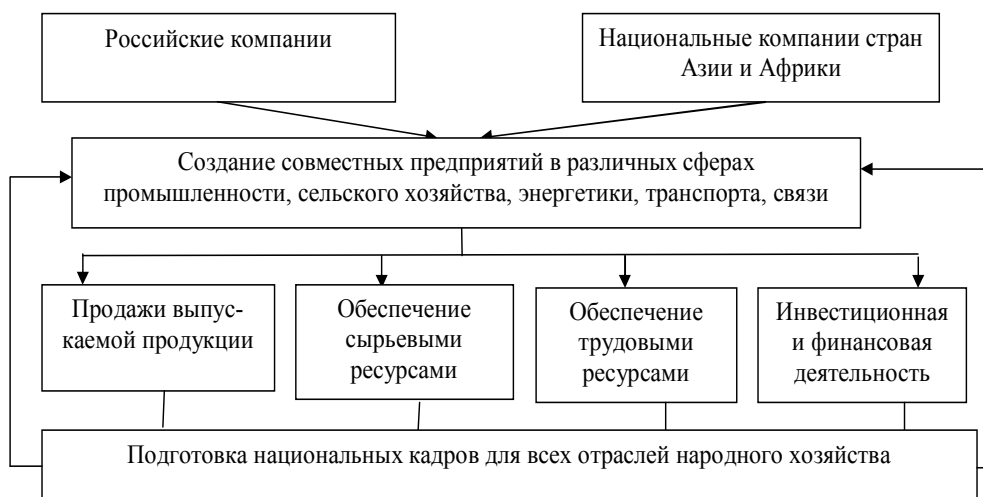 Российские компании
Национальные компании стран
Азии и Африки
Создание совместных предприятий в различных сферах
промышленности, сельского хозяйства, энергетики, транспорта, связи
Продажи выпус-
каемой продукции
Обеспечение
сырьевыми
ресурсами
Обеспечение
трудовыми
ресурсами
Инвестиционная
и финансовая
деятельность
Подготовка национальных кадров для всех отраслей народного хозяйства